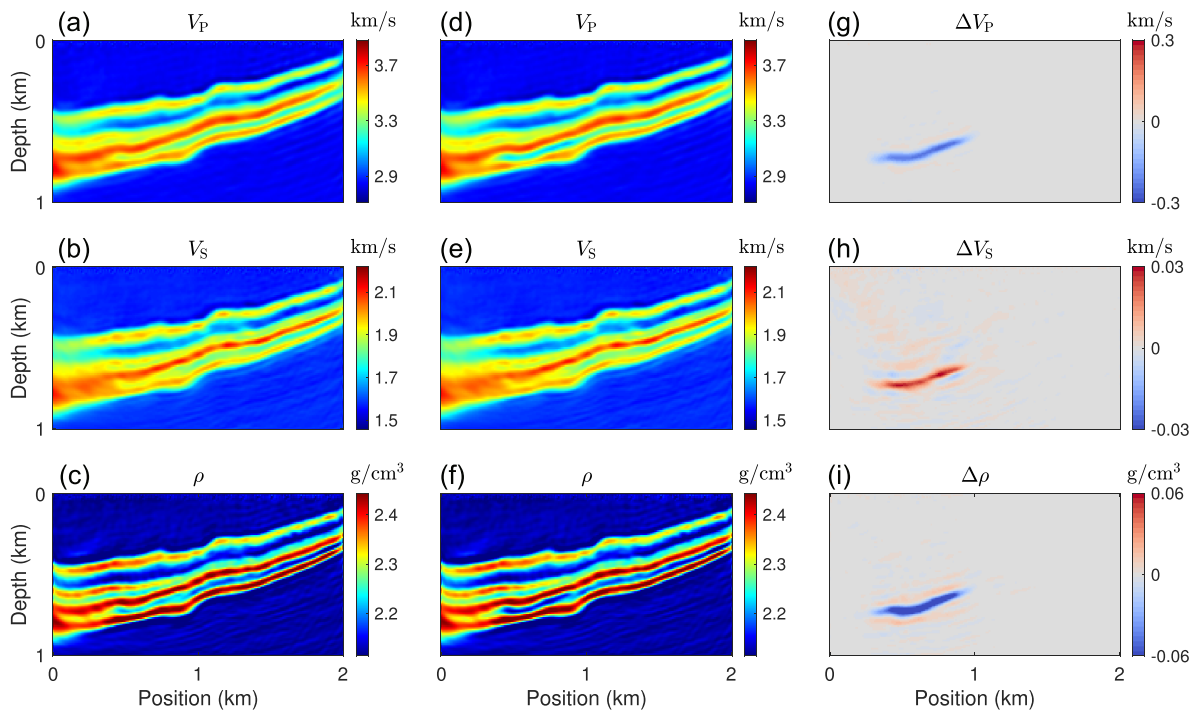 (a) V_P km/s (d) V_P km/s (g) ΔV_P km/s
0 3.7 3.7 0.3
Depth (km) 3.3 3.3 0
2.9 2.9
1 -0.3
(b) V_S km/s (e) V_S km/s (h) ΔV_S km/s
0 2.1 2.1 0.03
Depth (km) 1.9 1.9 0
1.7 1.7
1.5 1.5
1 -0.03
(c) ρ g/cm³ (f) ρ g/cm³ (i) Δρ g/cm³
0 2.4 2.4 0.06
Depth (km) 2.3 2.3 0
2.2 2.2
1 -0.06
0 1 2 0 1 2 0 1 2
Position (km) Position (km) Position (km)